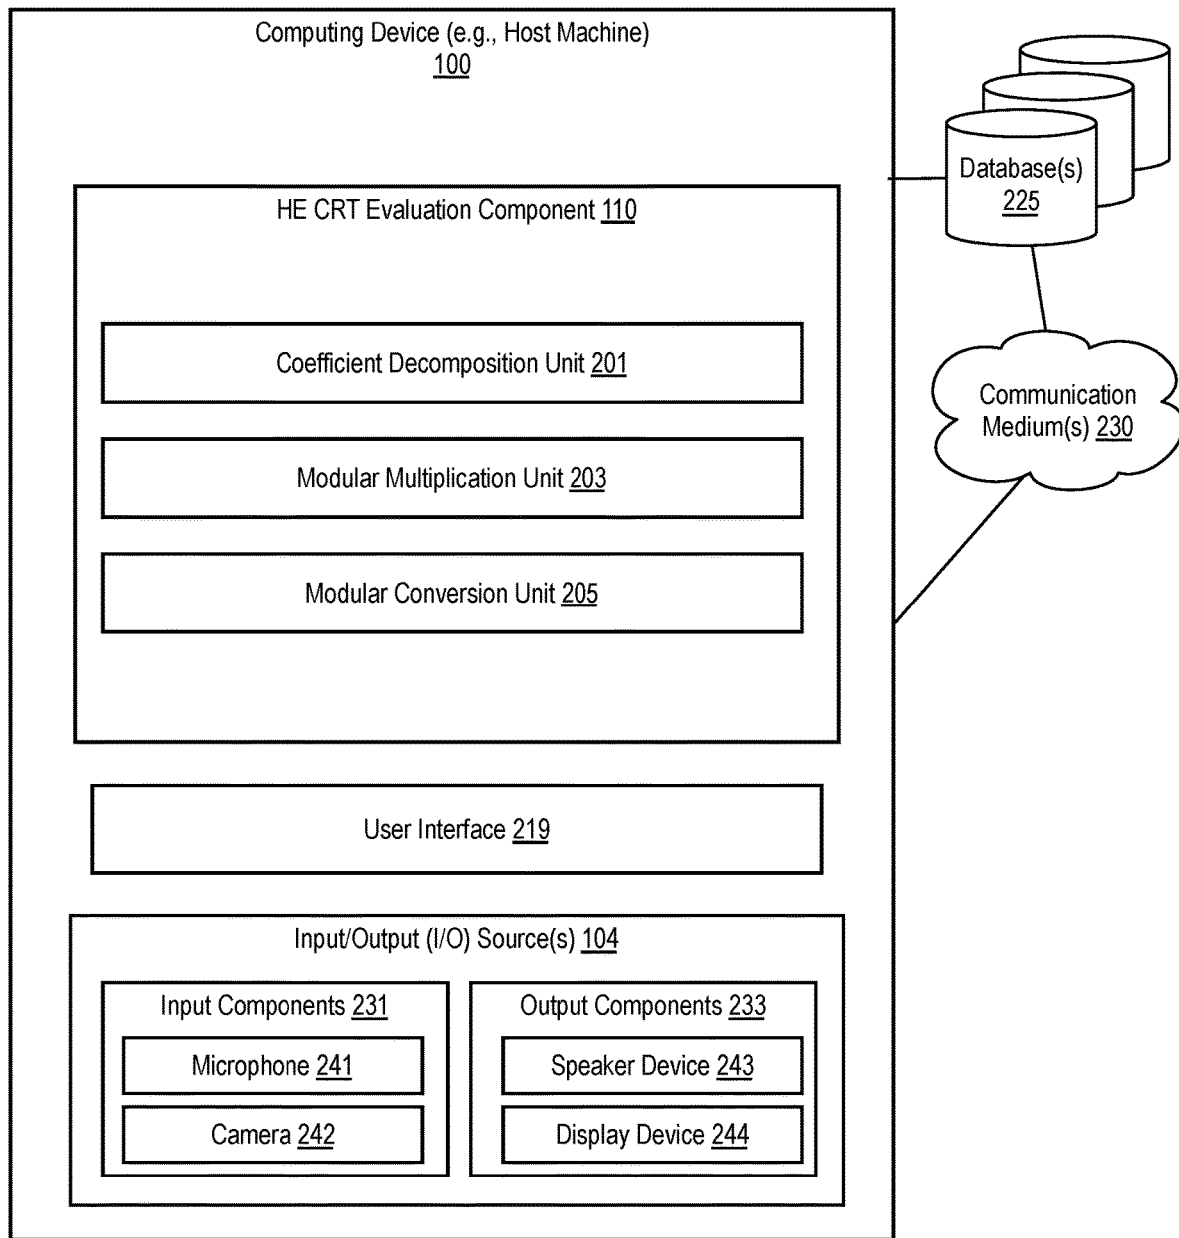 Computing Device (e.g., Host Machine)
100
HE CRT Evaluation Component 110
Coefficient Decomposition Unit 201
Modular Multiplication Unit 203
Modular Conversion Unit 205
User Interface 219
Input/Output (I/O) Source(s) 104
Input Components 231
Microphone 241
Camera 242
Output Components 233
Speaker Device 243
Display Device 244
Database(s)
225
Communication
Medium(s) 230